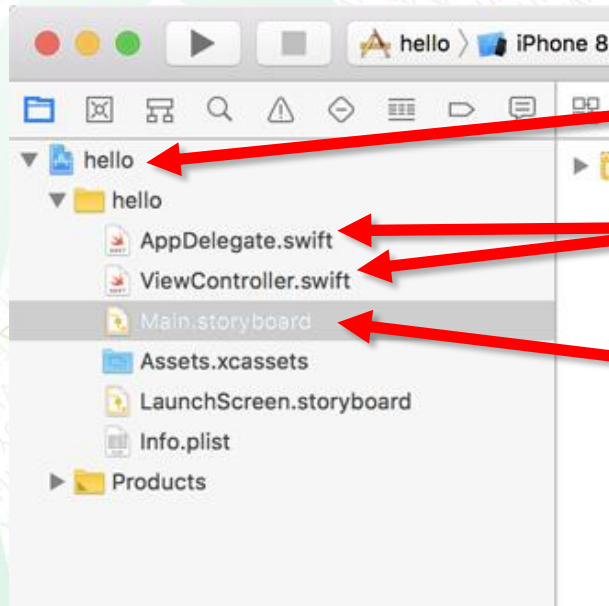 hello iPhone 8
hello
hello
AppDelegate.swift
ViewController.swift
Main.storyboard
Assets.xcassets
LaunchScreen.storyboard
Info.plist
Products